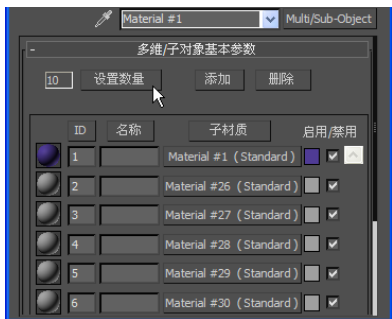 Material #1 Multi/Sub-Object
- 多维/子对象基本参数
10 设置数量 添加 删除
ID 名称 子材质 启用/禁用
1 Material #1 (Standard)
2 Material #26 (Standard)
3 Material #27 (Standard)
4 Material #28 (Standard)
5 Material #29 (Standard)
6 Material #30 (Standard)